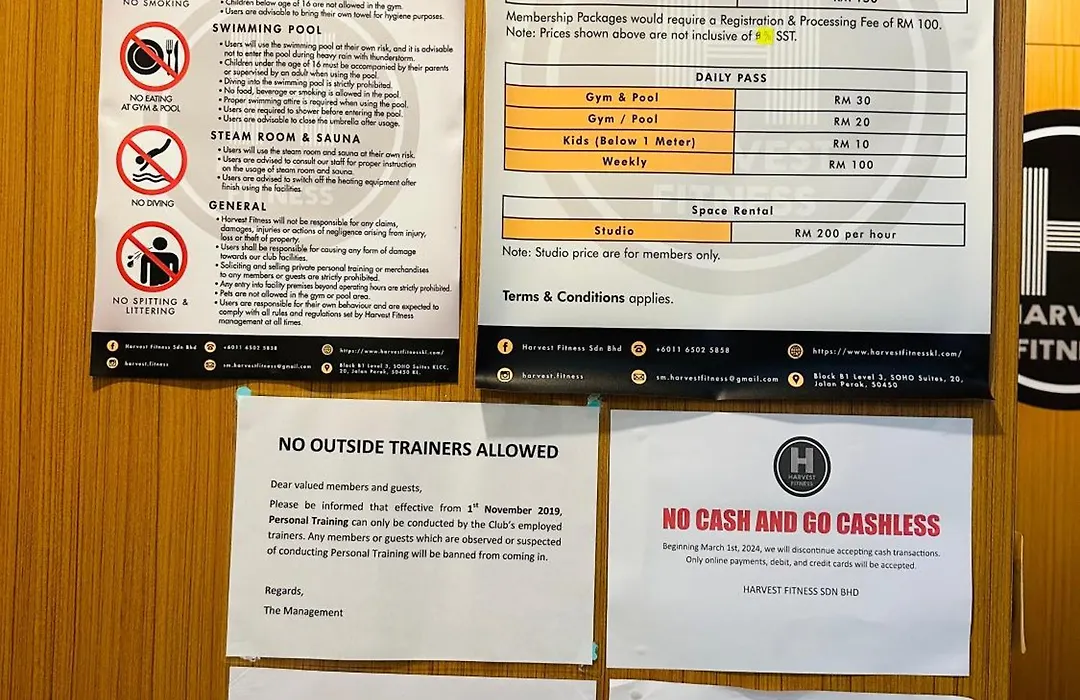 NO SMOKING
• Children below age of 16 are not allowed in the gym.
• Users are advisable to bring their own towel for hygiene purposes.
SWIMMING POOL
• Users will use the swimming pool at their own risk, and it is advisable
not to enter the pool during heavy rain with thunderstorm.
• Children under the age of 16 must be accompanied by their parents
or supervised by an adult when using the pool.
• Diving into the swimming pool is strictly prohibited.
• No food, beverage or smoking is allowed in the pool.
• Proper swimming attire is required when using the pool.
• Users are required to shower before entering the pool.
• Users are advisable to close the umbrella after usage.
NO EATING
AT GYM & POOL
STEAM ROOM & SAUNA
• Users will use the steam room and sauna at their own risk.
• Users are advised to consult our staff for proper instruction
on the usage of steam room and sauna.
• Users are advised to switch off the heating equipment after
finish using the facilities.
NO DIVING
GENERAL
• Harvest Fitness will not be responsible for any claims,
damages, injuries or actions of negligence arising from injury,
loss or theft of property.
• Users shall be responsible for causing any form of damage
towards our club facilities.
• Soliciting and selling private personal training or merchandises
to any members or guests are strictly prohibited.
• Any entry into facility premises beyond operating hours are strictly prohibited.
• Pets are not allowed in the gym or pool area.
• Users are responsible for their own behaviour and are expected to
comply with all rules and regulations set by Harvest Fitness
management at all times.
NO SPITTING &
LITTERING
FITNESS
Harvest Fitness Sdn Bhd
+6011 6502 5858
https://www.harvestfitnesskl.com/
harvest.fitness
sm.harvestfitness@gmail.com
Block B1 Level 3, SOHO Suites KLCC,
20, Jalan Perak, 50450 KL.
Membership Packages would require a Registration & Processing Fee of RM 100.
Note: Prices shown above are not inclusive of SST.
DAILY PASS
Gym & Pool RM 30
Gym / Pool RM 20
Kids (Below 1 Meter) RM 10
Weekly RM 100
FITNESS
Space Rental
Studio RM 200 per hour
Note: Studio price are for members only.
Terms & Conditions applies.
Harvest Fitness Sdn Bhd
+6011 6502 5858
https://www.harvestfitnesskl.com/
harvest.fitness
sm.harvestfitness@gmail.com
Block B1 Level 3, SOHO Suites, 20,
Jalan Perak, 50450
H
HARV
FITN
NO OUTSIDE TRAINERS ALLOWED
Dear valued members and guests,
Please be informed that effective from 1st November 2019,
Personal Training can only be conducted by the Club's employed
trainers. Any members or guests which are observed or suspected
of conducting Personal Training will be banned from coming in.
Regards,
The Management
H
HARVEST
FITNESS
NO CASH AND GO CASHLESS
Beginning March 1st, 2024, we will discontinue accepting cash transactions.
Only online payments, debit, and credit cards will be accepted.
HARVEST FITNESS SDN BHD